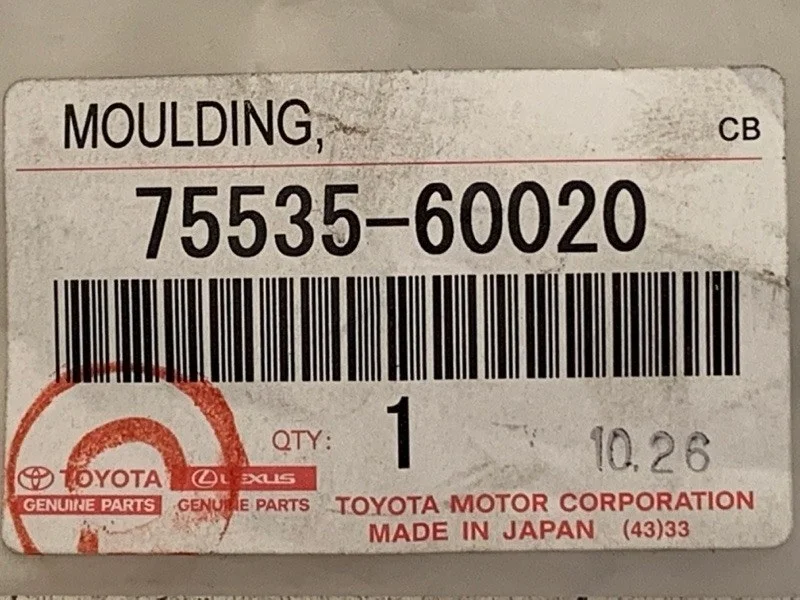 MOULDING, CB
75535-60020
QTY: 1 10.26
TOYOTA LEXUS
GENUINE PARTS GENUINE PARTS
TOYOTA MOTOR CORPORATION
MADE IN JAPAN (43)33